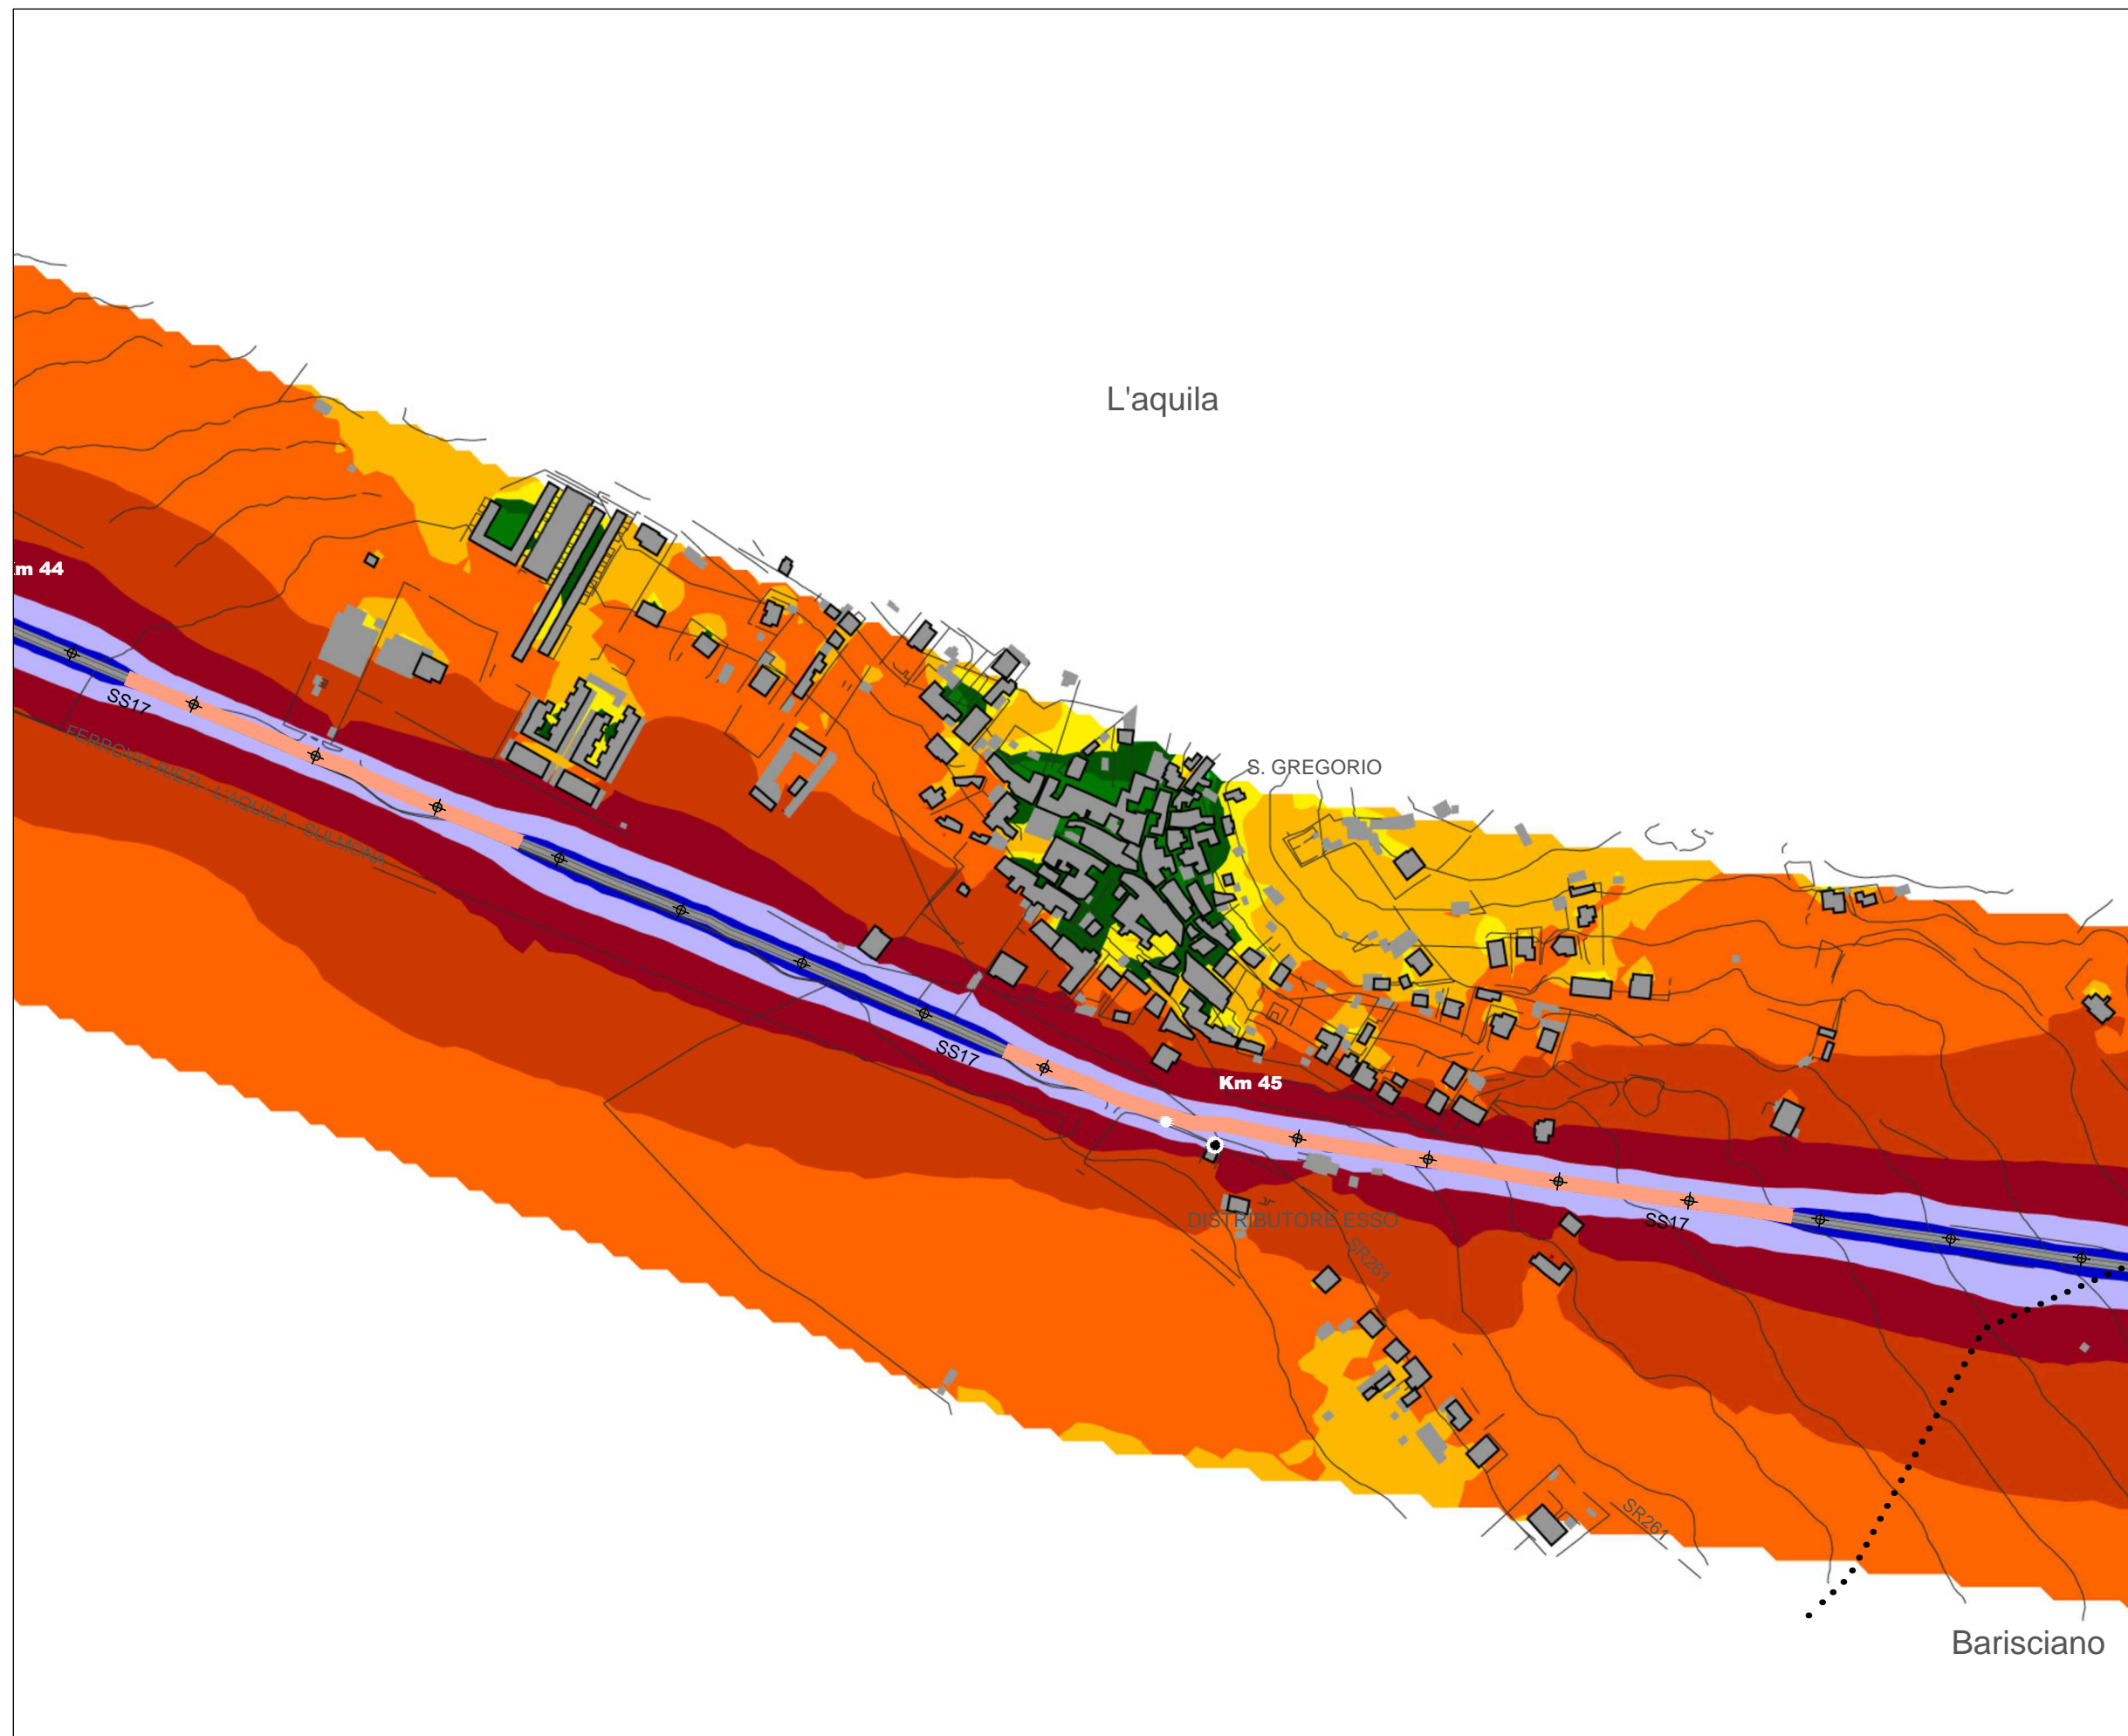 L'aquila
m 44
SS17
FERROVIA RIETI - L'AQUILA - SULMONA
S. GREGORIO
SS17
Km 45
DISTRIBUTORE ESSO
SS17
SR261
SR261
Barisciano